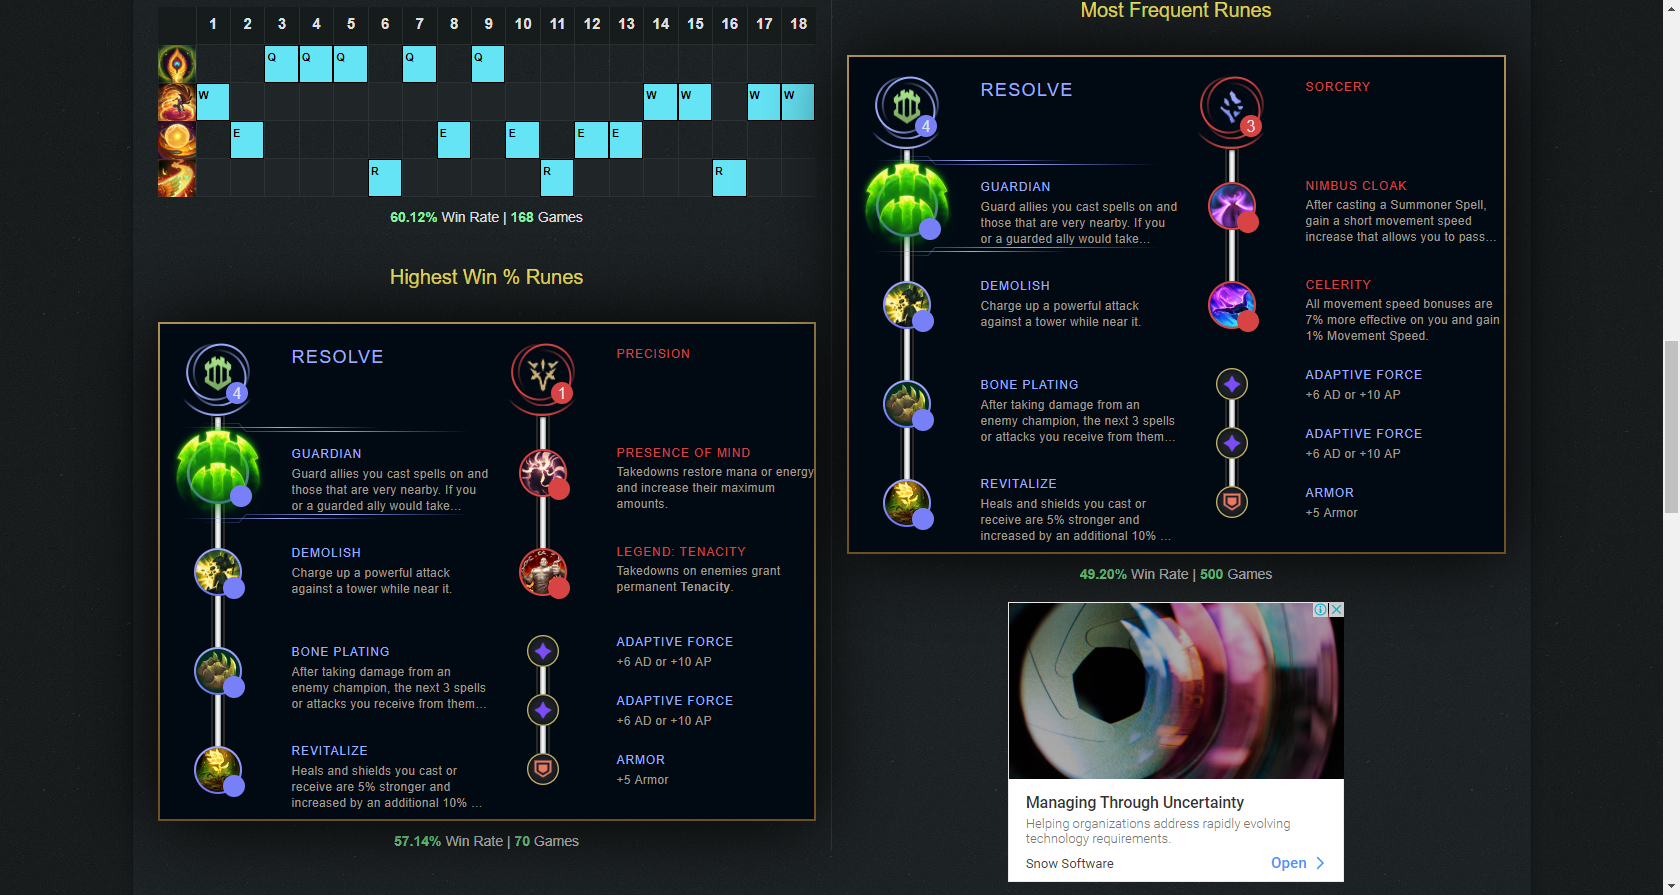 1 2 3 4 5 6 7 8 9 10 11 12 13 14 15 16 17 18
Q Q Q Q Q
W W W W W
E E E E E
R R R
60.12% Win Rate | 168 Games
Highest Win % Runes
RESOLVE
4
GUARDIAN
Guard allies you cast spells on and
those that are very nearby. If you
or a guarded ally would take...
DEMOLISH
Charge up a powerful attack
against a tower while near it.
BONE PLATING
After taking damage from an
enemy champion, the next 3 spells
or attacks you receive from them...
REVITALIZE
Heals and shields you cast or
receive are 5% stronger and
increased by an additional 10% ...
PRECISION
1
PRESENCE OF MIND
Takedowns restore mana or energy
and increase their maximum
amounts.
LEGEND: TENACITY
Takedowns on enemies grant
permanent Tenacity.
ADAPTIVE FORCE
+6 AD or +10 AP
ADAPTIVE FORCE
+6 AD or +10 AP
ARMOR
+5 Armor
57.14% Win Rate | 70 Games
Most Frequent Runes
RESOLVE
4
GUARDIAN
Guard allies you cast spells on and
those that are very nearby. If you
or a guarded ally would take...
DEMOLISH
Charge up a powerful attack
against a tower while near it.
BONE PLATING
After taking damage from an
enemy champion, the next 3 spells
or attacks you receive from them...
REVITALIZE
Heals and shields you cast or
receive are 5% stronger and
increased by an additional 10% ...
SORCERY
3
NIMBUS CLOAK
After casting a Summoner Spell,
gain a short movement speed
increase that allows you to pass...
CELERITY
All movement speed bonuses are
7% more effective on you and gain
1% Movement Speed.
ADAPTIVE FORCE
+6 AD or +10 AP
ADAPTIVE FORCE
+6 AD or +10 AP
ARMOR
+5 Armor
49.20% Win Rate | 500 Games
Managing Through Uncertainty
Helping organizations address rapidly evolving
technology requirements.
Snow Software
Open